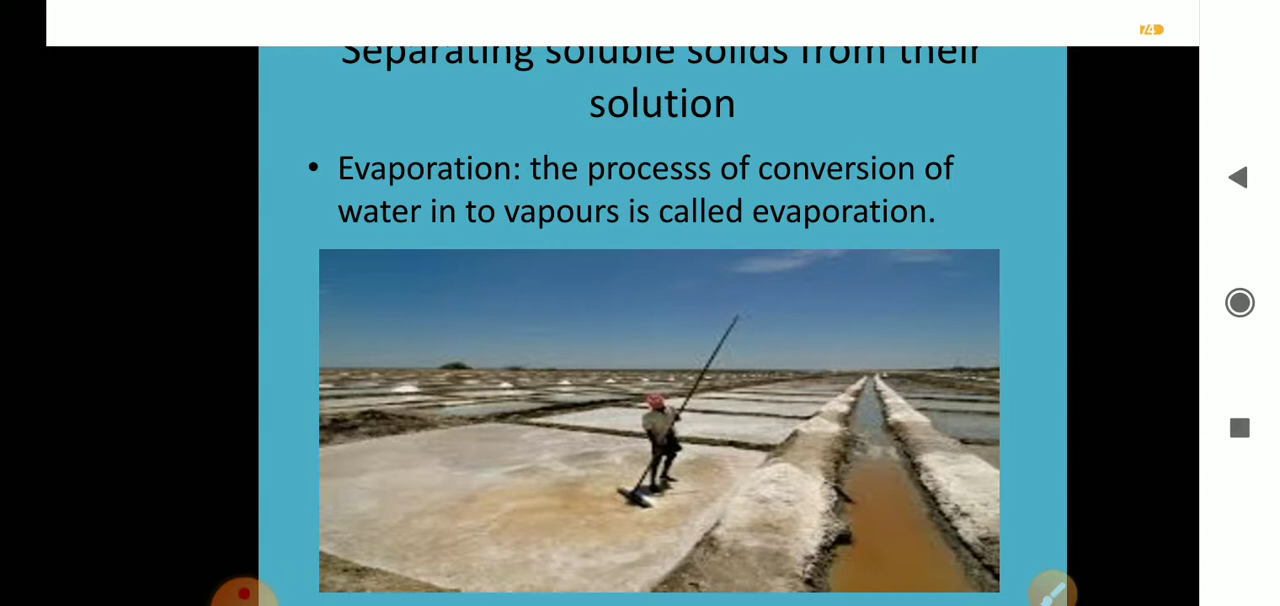 74
Separating soluble solids from their
solution
• Evaporation: the processs of conversion of
water in to vapours is called evaporation.